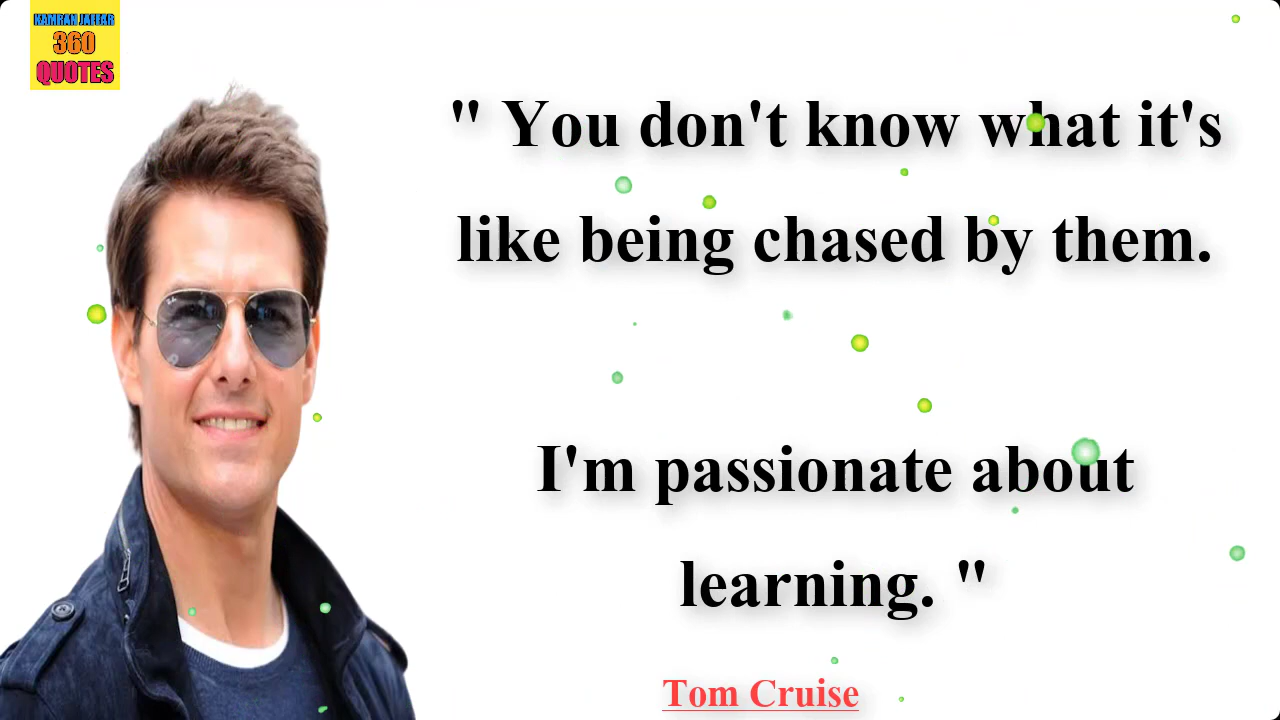 KAMRAN JAFFAR
360
QUOTES
" You don't know what it's
like being chased by them.
I'm passionate about
learning. "
Tom Cruise